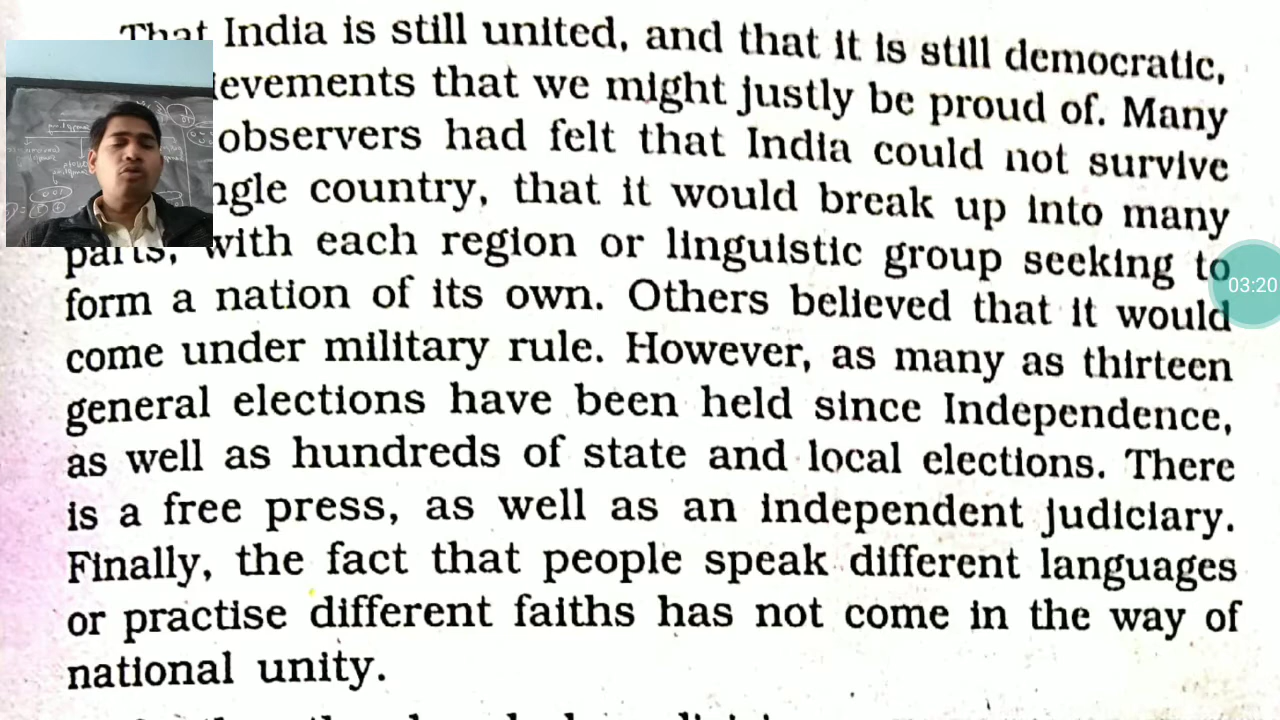 That India is still united, and that it is still democratic,
ievements that we might justly be proud of. Many
observers had felt that India could not survive
ngle country, that it would break up into many
parts, with each region or linguistic group seeking to
form a nation of its own. Others believed that it would
come under military rule. However, as many as thirteen
general elections have been held since Independence,
as well as hundreds of state and local elections. There
is a free press, as well as an independent judiciary.
Finally, the fact that people speak different languages
or practise different faiths has not come in the way of
national unity.
03:20